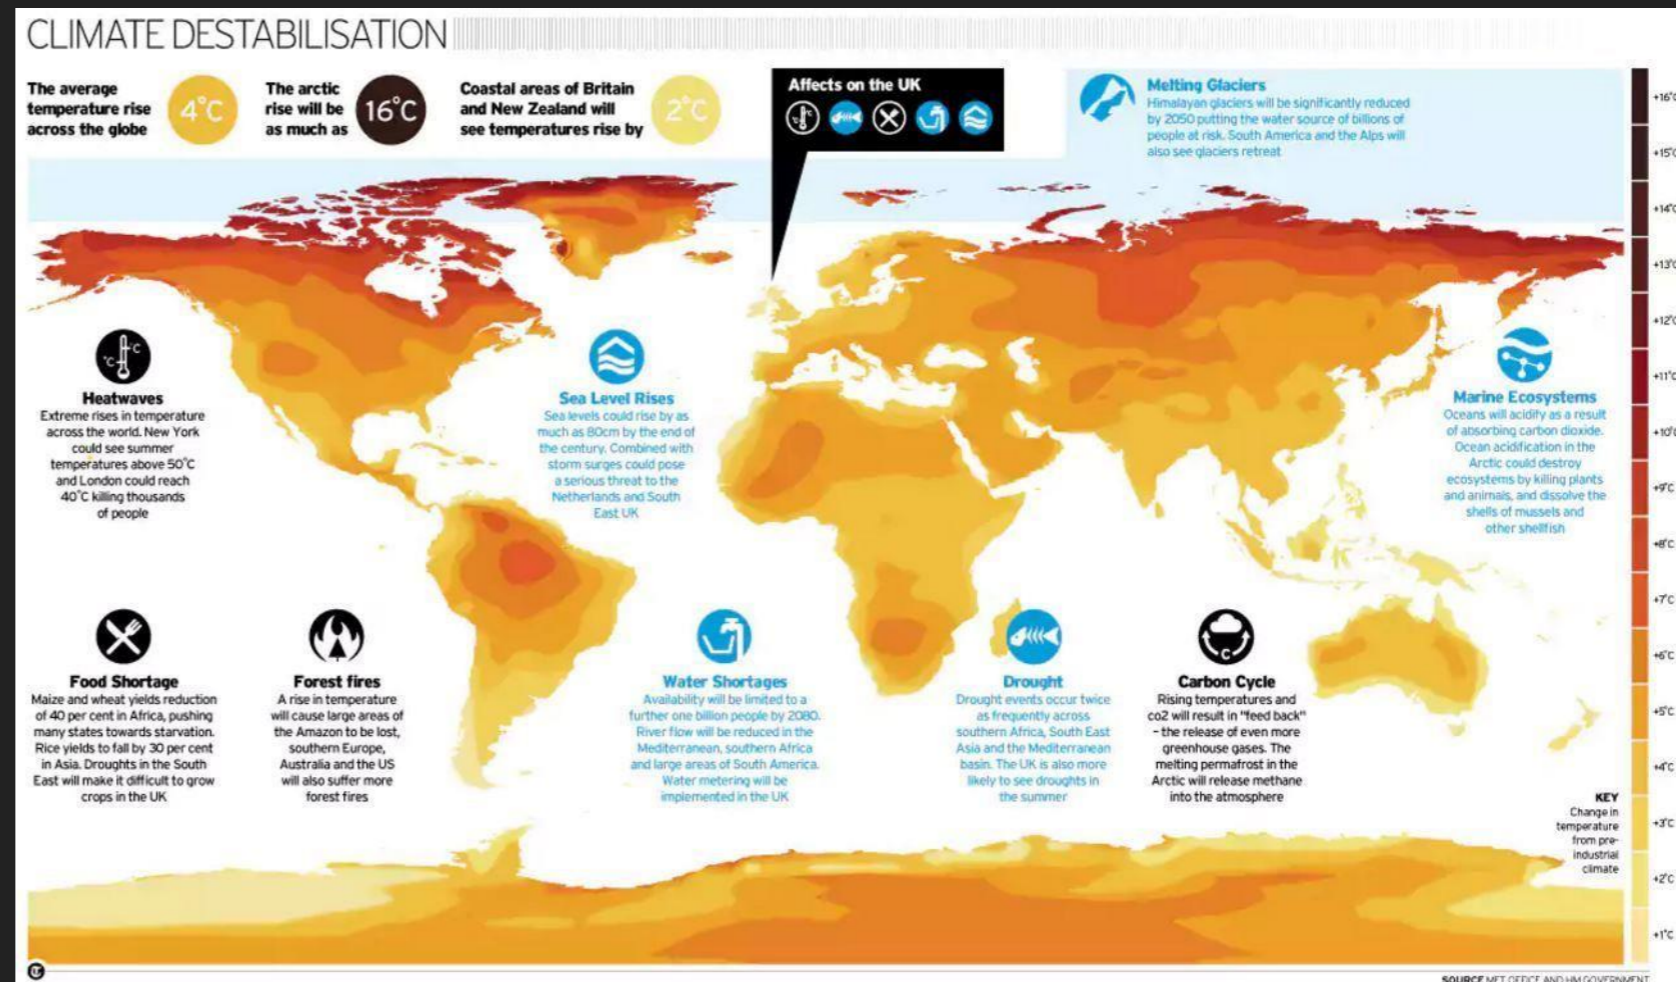 CLIMATE DESTABILISATION
The average
temperature rise
across the globe
4°C
The arctic
rise will be
as much as
16°C
Coastal areas of Britain
and New Zealand will
see temperatures rise by
2°C
Affects on the UK
Melting Glaciers
Himalayan glaciers will be significantly reduced
by 2050 putting the water source of billions of
people at risk. South America and the Alps will
also see glaciers retreat
°C °C
Heatwaves
Extreme rises in temperature
across the world. New York
could see summer
temperatures above 50°C
and London could reach
40°C killing thousands
of people
Sea Level Rises
Sea levels could rise by as
much as 80cm by the end of
the century. Combined with
storm surges could pose
a serious threat to the
Netherlands and South
East UK
Marine Ecosystems
Oceans will acidify as a result
of absorbing carbon dioxide.
Ocean acidification in the
Arctic could destroy
ecosystems by killing plants
and animals, and dissolve the
shells of mussels and
other shellfish
Food Shortage
Maize and wheat yields reduction
of 40 per cent in Africa, pushing
many states towards starvation.
Rice yields to fall by 30 per cent
in Asia. Droughts in the South
East will make it difficult to grow
crops in the UK
Forest fires
A rise in temperature
will cause large areas of
the Amazon to be lost,
southern Europe,
Australia and the US
will also suffer more
forest fires
Water Shortages
Availability will be limited to a
further one billion people by 2080.
River flow will be reduced in the
Mediterranean, southern Africa
and large areas of South America.
Water metering will be
implemented in the UK
Drought
Drought events occur twice
as frequently across
southern Africa, South East
Asia and the Mediterranean
basin. The UK is also more
likely to see droughts in
the summer
C
Carbon Cycle
Rising temperatures and
co2 will result in "feed back"
– the release of even more
greenhouse gases. The
melting permafrost in the
Arctic will release methane
into the atmosphere
KEY
Change in
temperature
from pre-
industrial
climate
+16°C
+15°C
+14°C
+13°C
+12°C
+11°C
+10°C
+9°C
+8°C
+7°C
+6°C
+5°C
+4°C
+3°C
+2°C
+1°C
SOURCE MET OFFICE AND HM GOVERNMENT